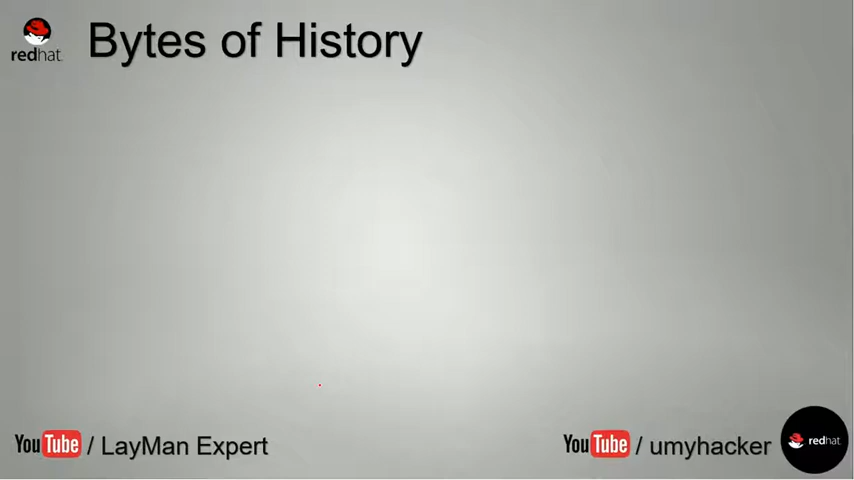 redhat.
Bytes of History
YouTube / LayMan Expert
YouTube / umyhacker
redhat.